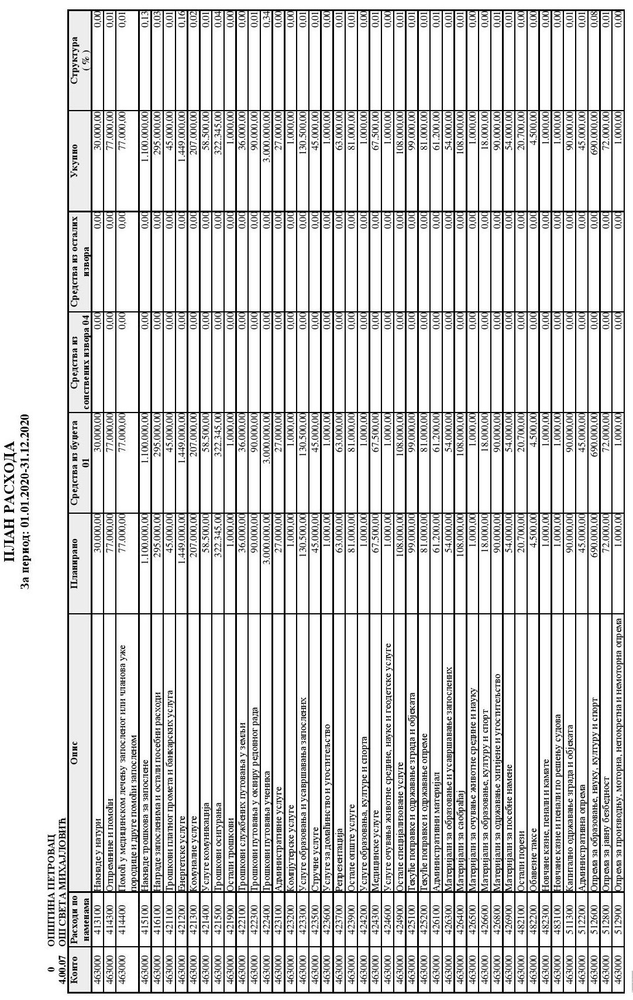 ПЛАН РАСХОДА
За период: 01.01.2020-31.12.2020
0 ОПШТИНА ПЕТРОВАЦ
4.00.07 ОШ СВЕТА МИХАЈЛОВИЋ
Конто Расходи по наменама Опис Планирано Средства из буџета 01 Средства из сопствених извора 04 Средства из осталих извора Укупно Структура ( % )
463000 413100 Накнаде у натури 30.000,00 30.000,00 0,00 0,00 30.000,00 0,00
463000 414300 Отпремнине и помоћи 77.000,00 77.000,00 0,00 0,00 77.000,00 0,01
463000 414400 Помоћ у медицинском лечењу запосленог или чланова уже 77.000,00 77.000,00 0,00 0,00 77.000,00 0,01
породице и друге помоћи запосленом
463000 415100 Накнаде трошкова за запослене 1.100.000,00 1.100.000,00 0,00 0,00 1.100.000,00 0,13
463000 416100 Награде запосленима и остали посебни расходи 295.000,00 295.000,00 0,00 0,00 295.000,00 0,03
463000 421100 Трошкови платног промета и банкарских услуга 45.000,00 45.000,00 0,00 0,00 45.000,00 0,01
463000 421200 Енергетске услуге 1.449.000,00 1.449.000,00 0,00 0,00 1.449.000,00 0,16
463000 421300 Комуналне услуге 207.000,00 207.000,00 0,00 0,00 207.000,00 0,02
463000 421400 Услуге комуникација 58.500,00 58.500,00 0,00 0,00 58.500,00 0,01
463000 421500 Трошкови осигурања 322.345,00 322.345,00 0,00 0,00 322.345,00 0,04
463000 421900 Остали трошкови 1.000,00 1.000,00 0,00 0,00 1.000,00 0,00
463000 422100 Трошкови службених путовања у земљи 36.000,00 36.000,00 0,00 0,00 36.000,00 0,00
463000 422300 Трошкови путовања у оквиру редовног рада 90.000,00 90.000,00 0,00 0,00 90.000,00 0,01
463000 422400 Трошкови путовања ученика 3.000.000,00 3.000.000,00 0,00 0,00 3.000.000,00 0,34
463000 423100 Административне услуге 27.000,00 27.000,00 0,00 0,00 27.000,00 0,00
463000 423200 Компјутерске услуге 1.000,00 1.000,00 0,00 0,00 1.000,00 0,00
463000 423300 Услуге образовања и усавршавања запослених 130.500,00 130.500,00 0,00 0,00 130.500,00 0,01
463000 423500 Стручне услуге 45.000,00 45.000,00 0,00 0,00 45.000,00 0,01
463000 423600 Услуге за домаћинство и угоститељство 1.000,00 1.000,00 0,00 0,00 1.000,00 0,00
463000 423700 Репрезентација 63.000,00 63.000,00 0,00 0,00 63.000,00 0,01
463000 423900 Остале опште услуге 81.000,00 81.000,00 0,00 0,00 81.000,00 0,01
463000 424200 Услуге образовања, културе и спорта 1.000,00 1.000,00 0,00 0,00 1.000,00 0,00
463000 424300 Медицинске услуге 67.500,00 67.500,00 0,00 0,00 67.500,00 0,01
463000 424600 Услуге очувања животне средине, науке и геодетске услуге 1.000,00 1.000,00 0,00 0,00 1.000,00 0,00
463000 424900 Остале специјализоване услуге 108.000,00 108.000,00 0,00 0,00 108.000,00 0,01
463000 425100 Текуће поправке и одржавање зграда и објеката 99.000,00 99.000,00 0,00 0,00 99.000,00 0,01
463000 425200 Текуће поправке и одржавање опреме 81.000,00 81.000,00 0,00 0,00 81.000,00 0,01
463000 426100 Административни материјал 61.200,00 61.200,00 0,00 0,00 61.200,00 0,01
463000 426300 Материјали за образовање и усавршавање запослених 54.000,00 54.000,00 0,00 0,00 54.000,00 0,01
463000 426400 Материјали за саобраћај 108.000,00 108.000,00 0,00 0,00 108.000,00 0,01
463000 426500 Материјали за очување животне средине и науку 1.000,00 1.000,00 0,00 0,00 1.000,00 0,00
463000 426600 Материјали за образовање, културу и спорт 18.000,00 18.000,00 0,00 0,00 18.000,00 0,00
463000 426800 Материјали за одржавање хигијене и угоститељство 90.000,00 90.000,00 0,00 0,00 90.000,00 0,01
463000 426900 Материјали за посебне намене 54.000,00 54.000,00 0,00 0,00 54.000,00 0,01
463000 482100 Остали порези 20.700,00 20.700,00 0,00 0,00 20.700,00 0,00
463000 482200 Обавезне таксе 4.500,00 4.500,00 0,00 0,00 4.500,00 0,00
463000 482300 Новчане казне, пенали и камате 1.000,00 1.000,00 0,00 0,00 1.000,00 0,00
463000 483100 Новчане казне и пенали по решењу судова 1.000,00 1.000,00 0,00 0,00 1.000,00 0,00
463000 511300 Капитално одржавање зграда и објеката 90.000,00 90.000,00 0,00 0,00 90.000,00 0,01
463000 512200 Административна опрема 45.000,00 45.000,00 0,00 0,00 45.000,00 0,01
463000 512600 Опрема за образовање, науку, културу и спорт 690.000,00 690.000,00 0,00 0,00 690.000,00 0,08
463000 512800 Опрема за јавну безбедност 72.000,00 72.000,00 0,00 0,00 72.000,00 0,01
463000 512900 Опрема за производњу, моторна, непокретна и немоторна опрема 1.000,00 1.000,00 0,00 0,00 1.000,00 0,00